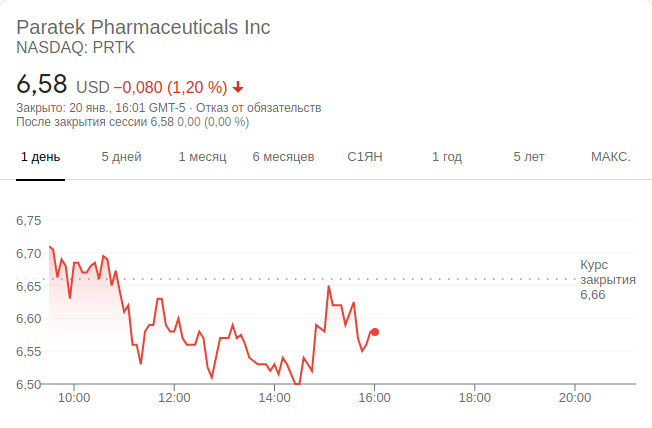 Paratek Pharmaceuticals Inc
NASDAQ: PRTK
6,58 USD −0,080 (1,20 %)
Закрыто: 20 янв., 16:01 GMT-5 · Отказ от обязательств
После закрытия сессии 6,58 0,00 (0,00 %)
1 день 5 дней 1 месяц 6 месяцев С1ЯН 1 год 5 лет МАКС.
6,75
6,70
Курс
закрытия
6,66
6,65
6,60
6,55
6,50
10:00 12:00 14:00 16:00 18:00 20:00